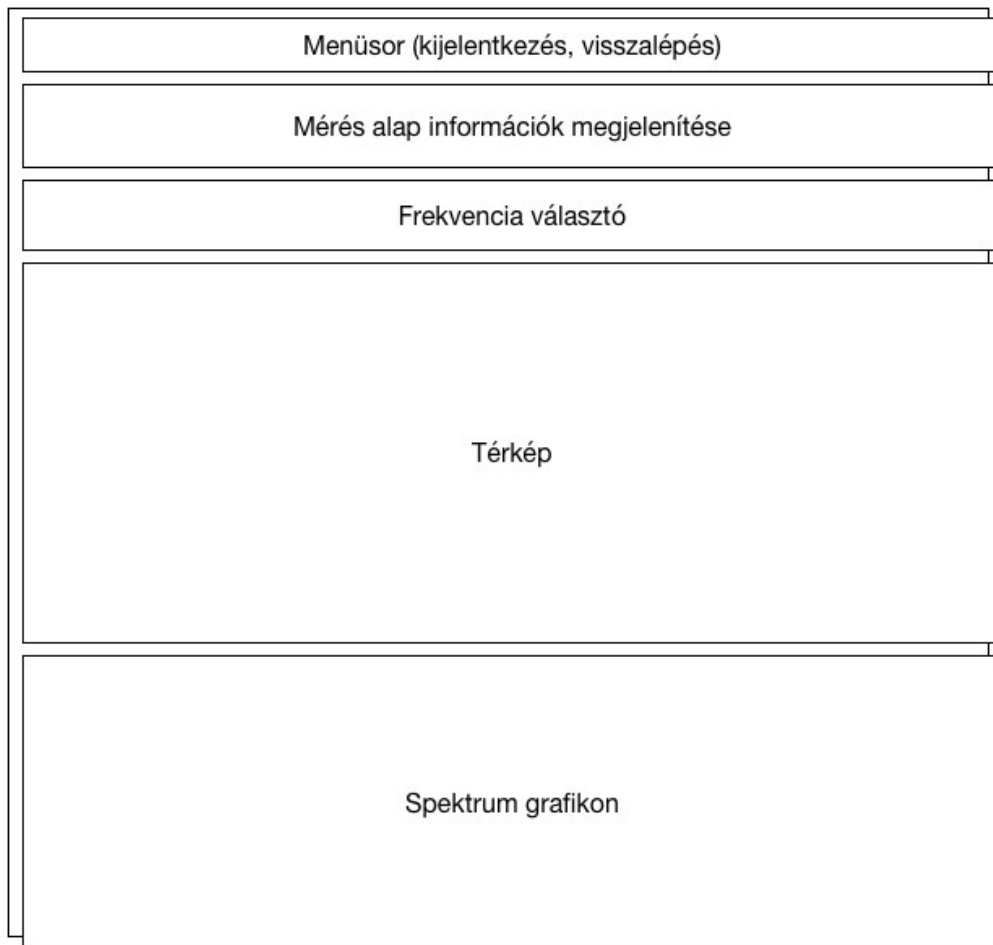 Menüsor (kijelentkezés, visszalépés)
Mérés alap információk megjelenítése
Frekvencia választó
Térkép
Spektrum grafikon